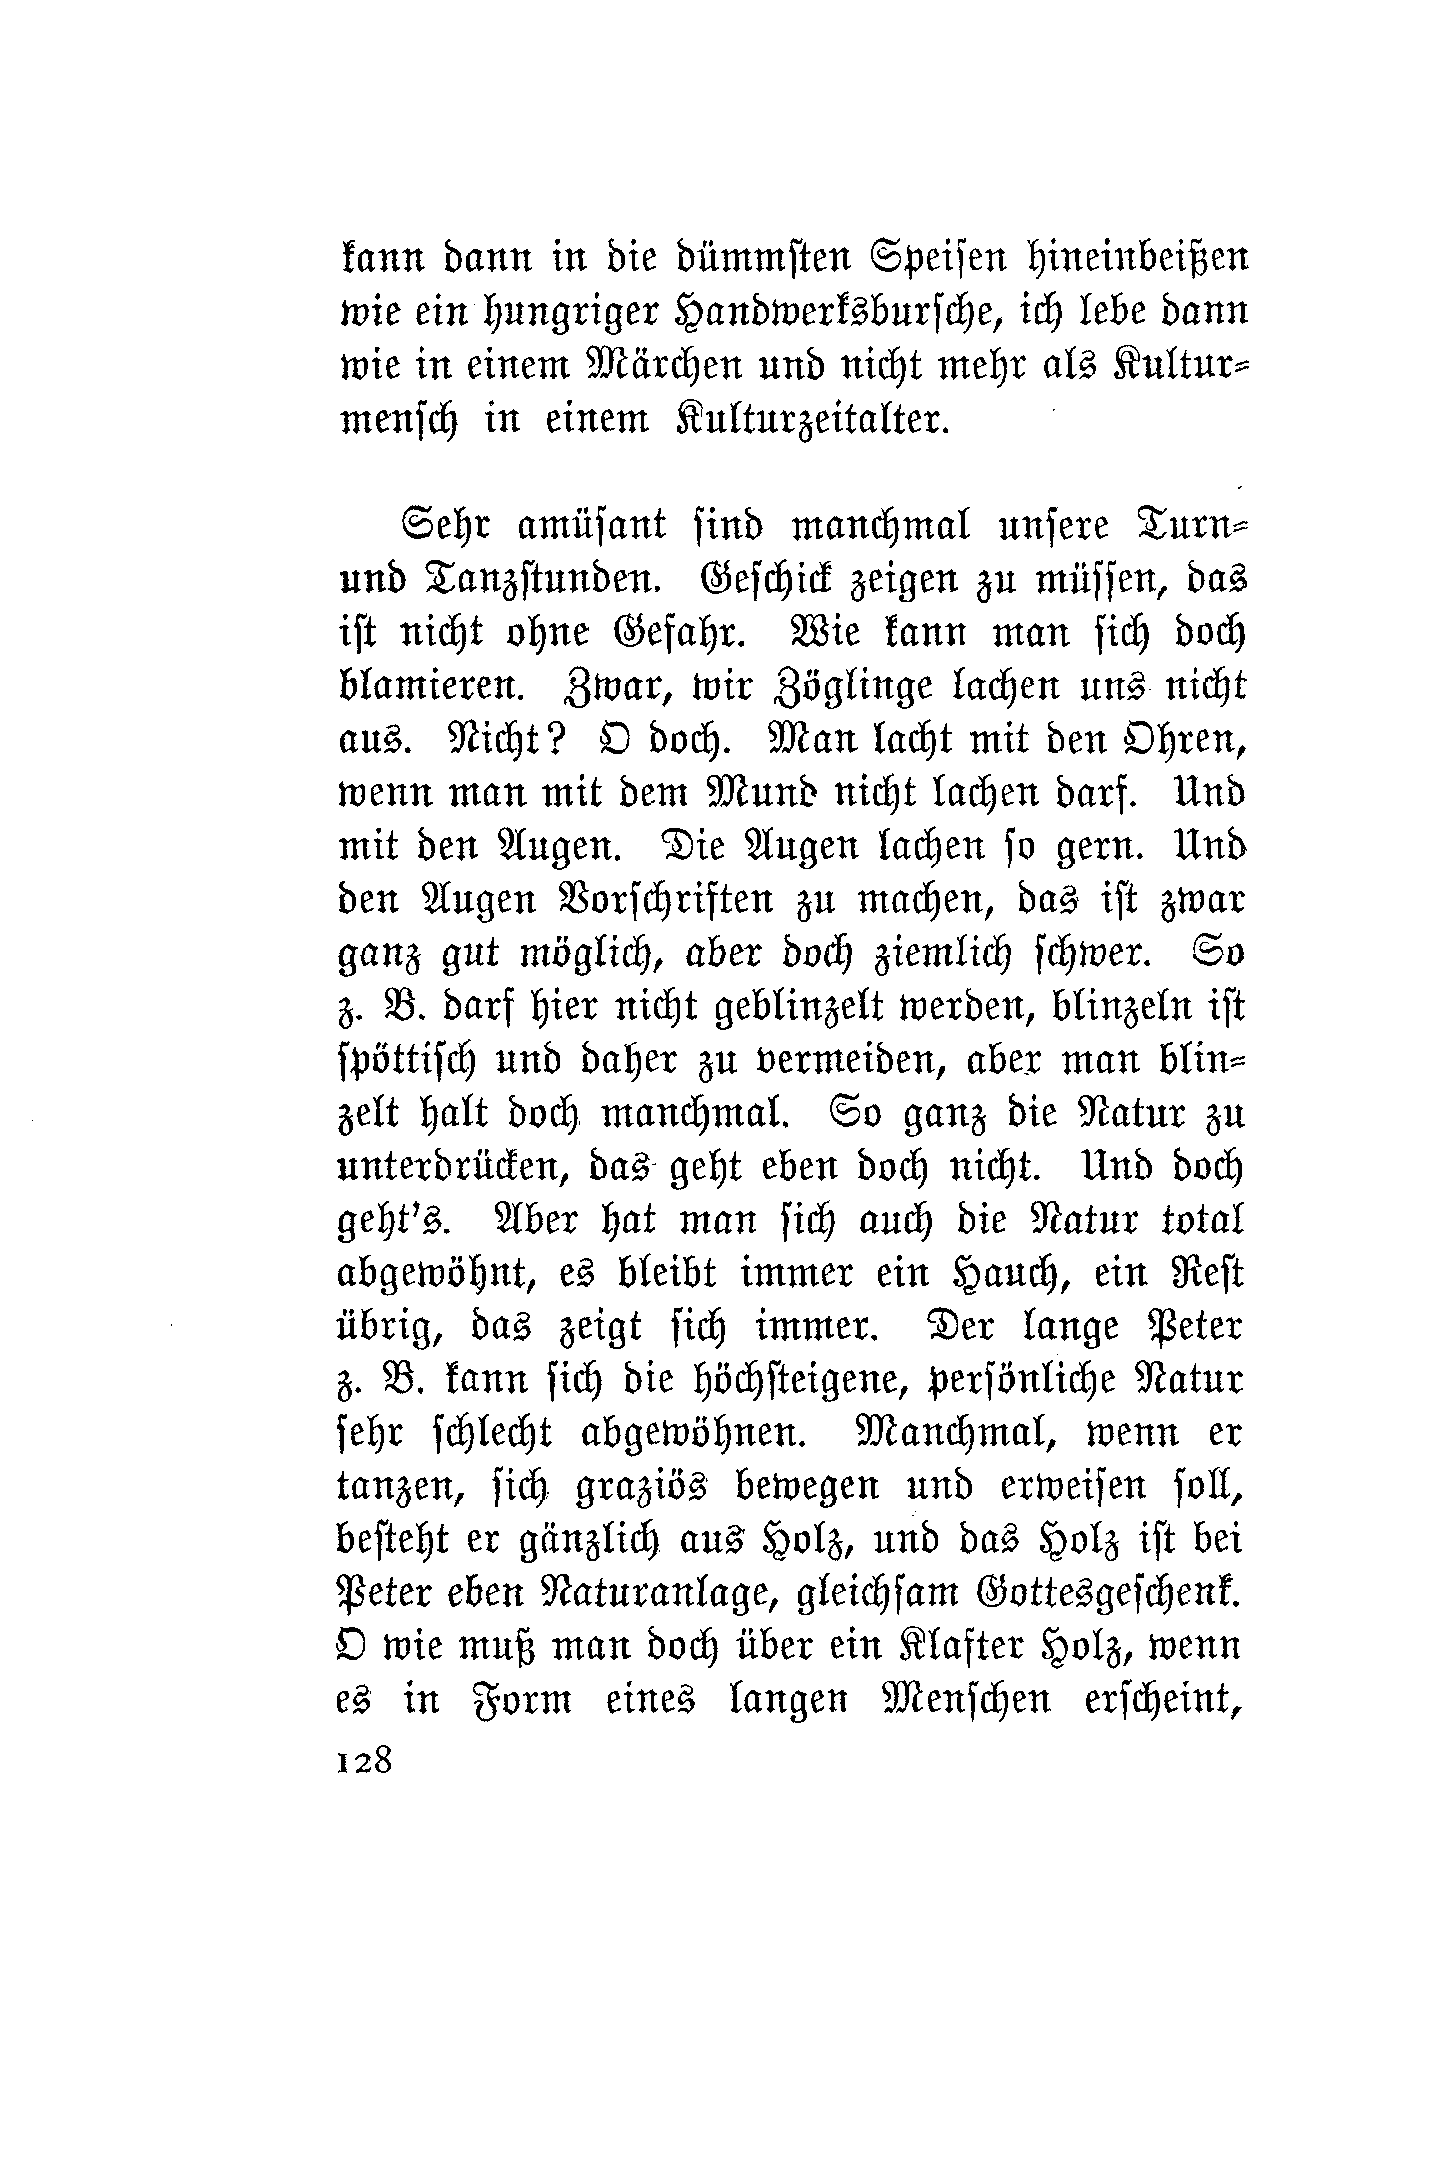 kann dann in die dümmſten Speiſen hineinbeißen
wie ein hungriger Handwerksburſche, ich lebe dann
wie in einem Märchen und nicht mehr als Kultur⸗
menſch in einem Kulturzeitalter.
Sehr amüſant ſind manchmal unſere Turn⸗
und Tanzſtunden. Geſchick zeigen zu müſſen, das
iſt nicht ohne Gefahr. Wie kann man ſich doch
blamieren. Zwar, wir Zöglinge lachen uns nicht
aus. Nicht? O doch. Man lacht mit den Ohren,
wenn man mit dem Mund nicht lachen darf. Und
mit den Augen. Die Augen lachen ſo gern. Und
den Augen Vorſchriften zu machen, das iſt zwar
ganz gut möglich, aber doch ziemlich ſchwer. So
z. B. darf hier nicht geblinzelt werden, blinzeln iſt
ſpöttiſch und daher zu vermeiden, aber man blin⸗
zelt halt doch manchmal. So ganz die Natur zu
unterdrücken, das geht eben doch nicht. Und doch
geht's. Aber hat man ſich auch die Natur total
abgewöhnt, es bleibt immer ein Hauch, ein Reſt
übrig, das zeigt ſich immer. Der lange Peter
z. B. kann ſich die höchſteigene, perſönliche Natur
ſehr ſchlecht abgewöhnen. Manchmal, wenn er
tanzen, ſich graziös bewegen und erweiſen ſoll,
beſteht er gänzlich aus Holz, und das Holz iſt bei
Peter eben Naturanlage, gleichſam Gottesgeſchenk.
O wie muß man doch über ein Klafter Holz, wenn
es in Form eines langen Menſchen erſcheint,
128